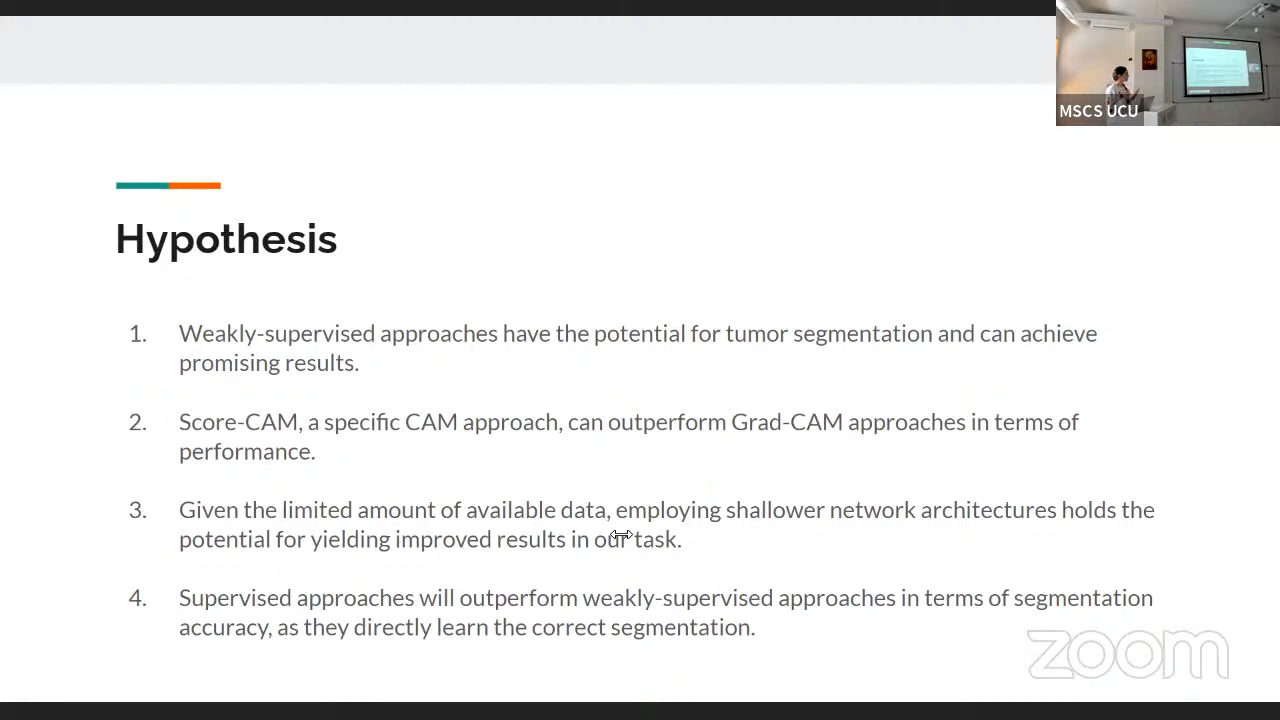 MSCS UCU
Hypothesis
1. Weakly-supervised approaches have the potential for tumor segmentation and can achieve
promising results.
2. Score-CAM, a specific CAM approach, can outperform Grad-CAM approaches in terms of
performance.
3. Given the limited amount of available data, employing shallower network architectures holds the
potential for yielding improved results in our task.
4. Supervised approaches will outperform weakly-supervised approaches in terms of segmentation
accuracy, as they directly learn the correct segmentation.
zoom